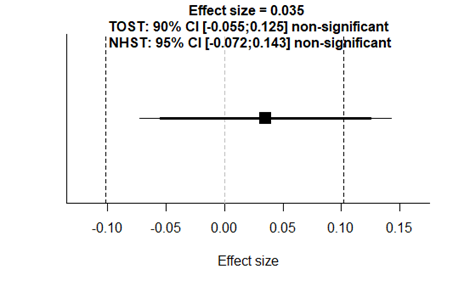 Effect size = 0.035
TOST: 90% CI [-0.055;0.125] non-significant
NHST: 95% CI [-0.072;0.143] non-significant
-0.10 -0.05 0.00 0.05 0.10 0.15
Effect size